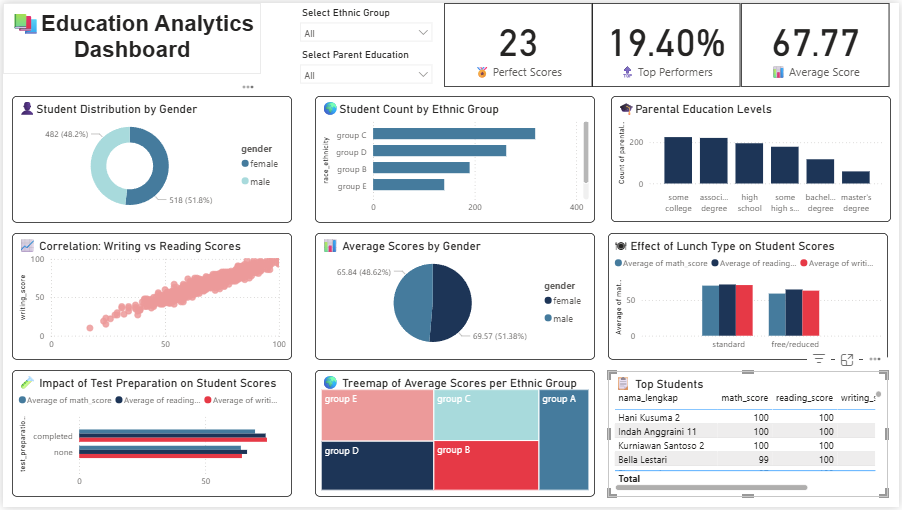 Education Analytics
Dashboard
Select Ethnic Group
All
Select Parent Education
All
23
Perfect Scores
19.40%
TOP
Top Performers
67.77
Average Score
Student Distribution by Gender
482 (48.2%)
518 (51.8%)
gender
female
male
Student Count by Ethnic Group
race_ethnicity
group C
group D
group B
group E
0
200
400
Parental Education Levels
Count of parental...
200
0
some
college
associ...
degree
high
school
some
high s...
bachel...
degree
master's
degree
Correlation: Writing vs Reading Scores
writing_score
100
50
0
0
50
100
Average Scores by Gender
65.84 (48.62%)
69.57 (51.38%)
gender
female
male
Effect of Lunch Type on Student Scores
Average of math_score
Average of reading...
Average of writi...
Average of mat...
50
0
standard
free/reduced
Impact of Test Preparation on Student Scores
Average of math_score
Average of reading...
Average of writi...
test_preparatio...
completed
none
0
50
Treemap of Average Scores per Ethnic Group
group E
group C
group A
group D
group B
Top Students
nama_lengkap math_score reading_score writing_s
Hani Kusuma 2 100 100
Indah Anggraini 11 100 100
Kurniawan Santoso 2 100 100
Bella Lestari 99 100
Total